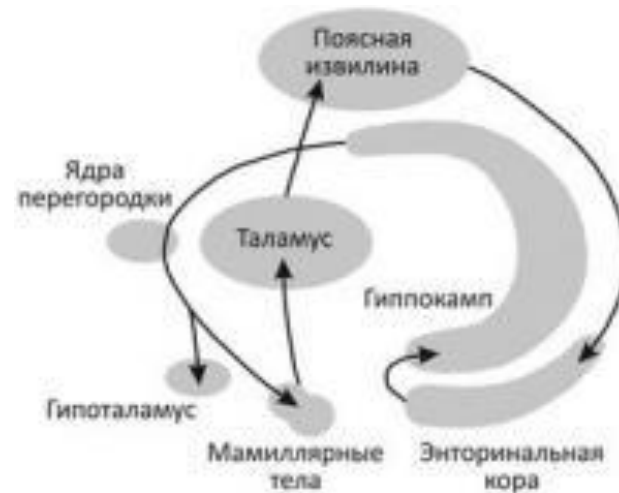 Поясная
извилина
Ядра
перегородки
Таламус
Гиппокамп
Гипоталамус
Мамиллярные
тела
Энторинальная
кора